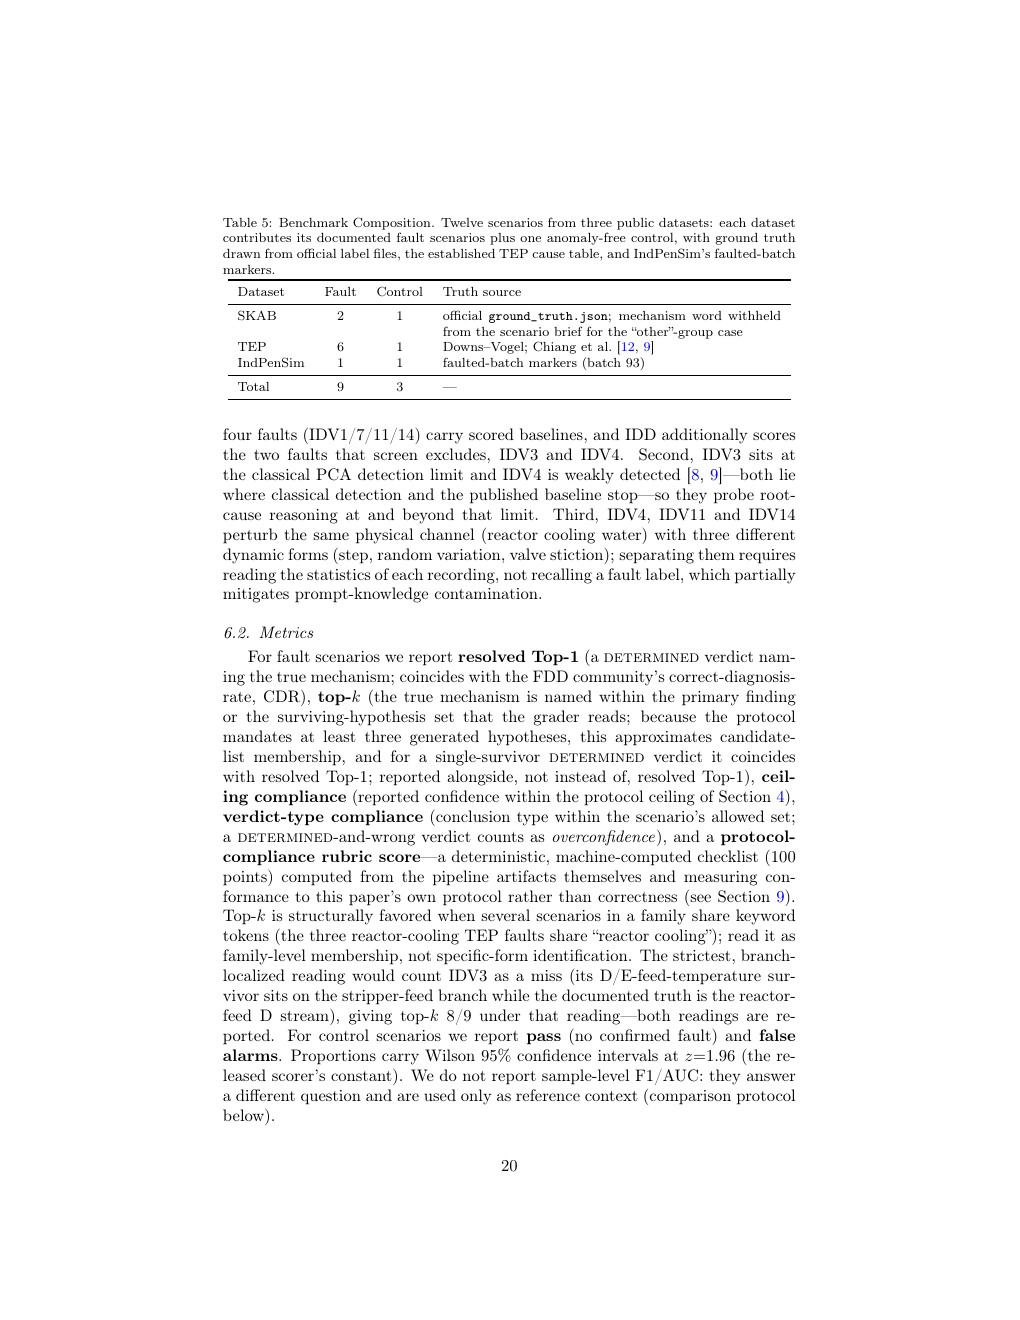 Table 5: Benchmark Composition. Twelve scenarios from three public datasets: each dataset
contributes its documented fault scenarios plus one anomaly-free control, with ground truth
drawn from official label files, the established TEP cause table, and IndPenSim's faulted-batch
markers.
Dataset Fault Control Truth source
SKAB 2 1 official ground_truth.json; mechanism word withheld
from the scenario brief for the “other”-group case
TEP 6 1 Downs–Vogel; Chiang et al. [12, 9]
IndPenSim 1 1 faulted-batch markers (batch 93)
Total 9 3 —
four faults (IDV1/7/11/14) carry scored baselines, and IDD additionally scores
the two faults that screen excludes, IDV3 and IDV4. Second, IDV3 sits at
the classical PCA detection limit and IDV4 is weakly detected [8, 9]—both lie
where classical detection and the published baseline stop—so they probe root-
cause reasoning at and beyond that limit. Third, IDV4, IDV11 and IDV14
perturb the same physical channel (reactor cooling water) with three different
dynamic forms (step, random variation, valve stiction); separating them requires
reading the statistics of each recording, not recalling a fault label, which partially
mitigates prompt-knowledge contamination.
6.2. Metrics
For fault scenarios we report resolved Top-1 (a DETERMINED verdict nam-
ing the true mechanism; coincides with the FDD community's correct-diagnosis-
rate, CDR), top-k (the true mechanism is named within the primary finding
or the surviving-hypothesis set that the grader reads; because the protocol
mandates at least three generated hypotheses, this approximates candidate-
list membership, and for a single-survivor DETERMINED verdict it coincides
with resolved Top-1; reported alongside, not instead of, resolved Top-1), ceil-
ing compliance (reported confidence within the protocol ceiling of Section 4),
verdict-type compliance (conclusion type within the scenario's allowed set;
a DETERMINED-and-wrong verdict counts as overconfidence), and a protocol-
compliance rubric score—a deterministic, machine-computed checklist (100
points) computed from the pipeline artifacts themselves and measuring con-
formance to this paper's own protocol rather than correctness (see Section 9).
Top-k is structurally favored when several scenarios in a family share keyword
tokens (the three reactor-cooling TEP faults share “reactor cooling”); read it as
family-level membership, not specific-form identification. The strictest, branch-
localized reading would count IDV3 as a miss (its D/E-feed-temperature sur-
vivor sits on the stripper-feed branch while the documented truth is the reactor-
feed D stream), giving top-k 8/9 under that reading—both readings are re-
ported. For control scenarios we report pass (no confirmed fault) and false
alarms. Proportions carry Wilson 95% confidence intervals at z=1.96 (the re-
leased scorer's constant). We do not report sample-level F1/AUC: they answer
a different question and are used only as reference context (comparison protocol
below).
20